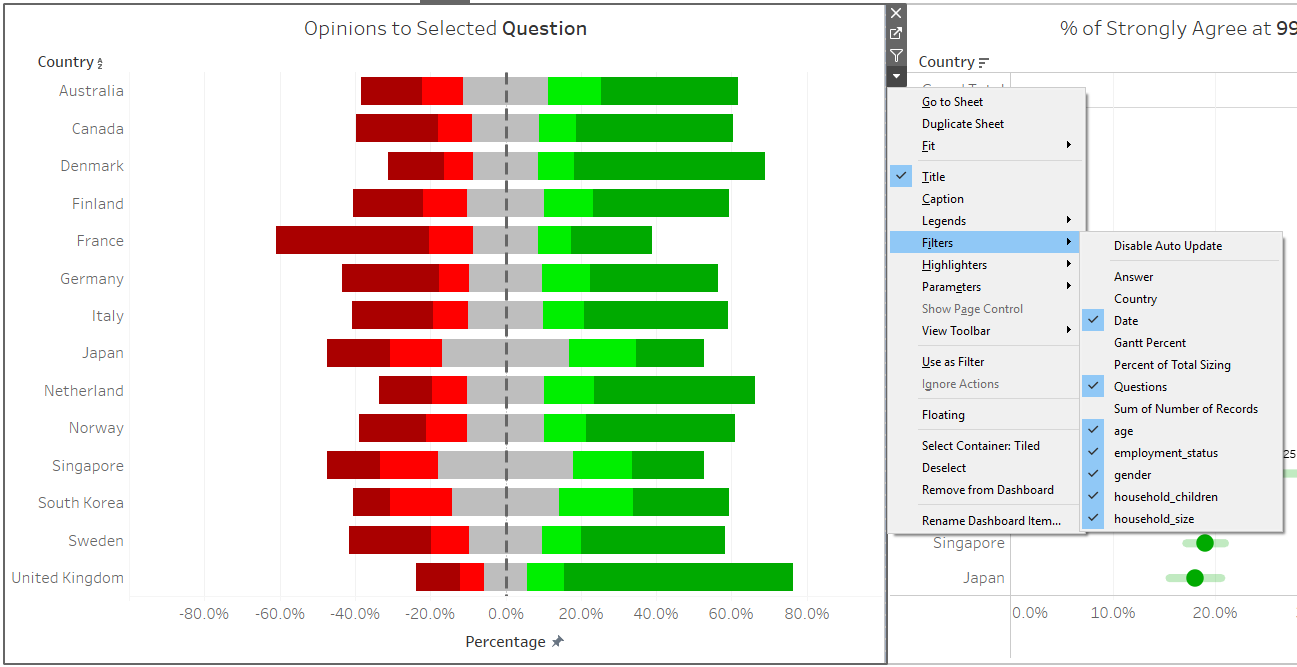 Opinions to Selected Question
Country
Australia
Canada
Denmark
Finland
France
Germany
Italy
Japan
Netherland
Norway
Singapore
South Korea
Sweden
United Kingdom
-80.0% -60.0% -40.0% -20.0% 0.0% 20.0% 40.0% 60.0% 80.0%
Percentage
% of Strongly Agree at 99
Country
Go to Sheet
Duplicate Sheet
Fit
Title
Caption
Legends
Filters
Highlighters
Parameters
Show Page Control
View Toolbar
Use as Filter
Ignore Actions
Floating
Select Container: Tiled
Deselect
Remove from Dashboard
Rename Dashboard Item...
Disable Auto Update
Answer
Country
Date
Gantt Percent
Percent of Total Sizing
Questions
Sum of Number of Records
age
employment_status
gender
household_children
household_size
25
Singapore
Japan
0.0% 10.0% 20.0%